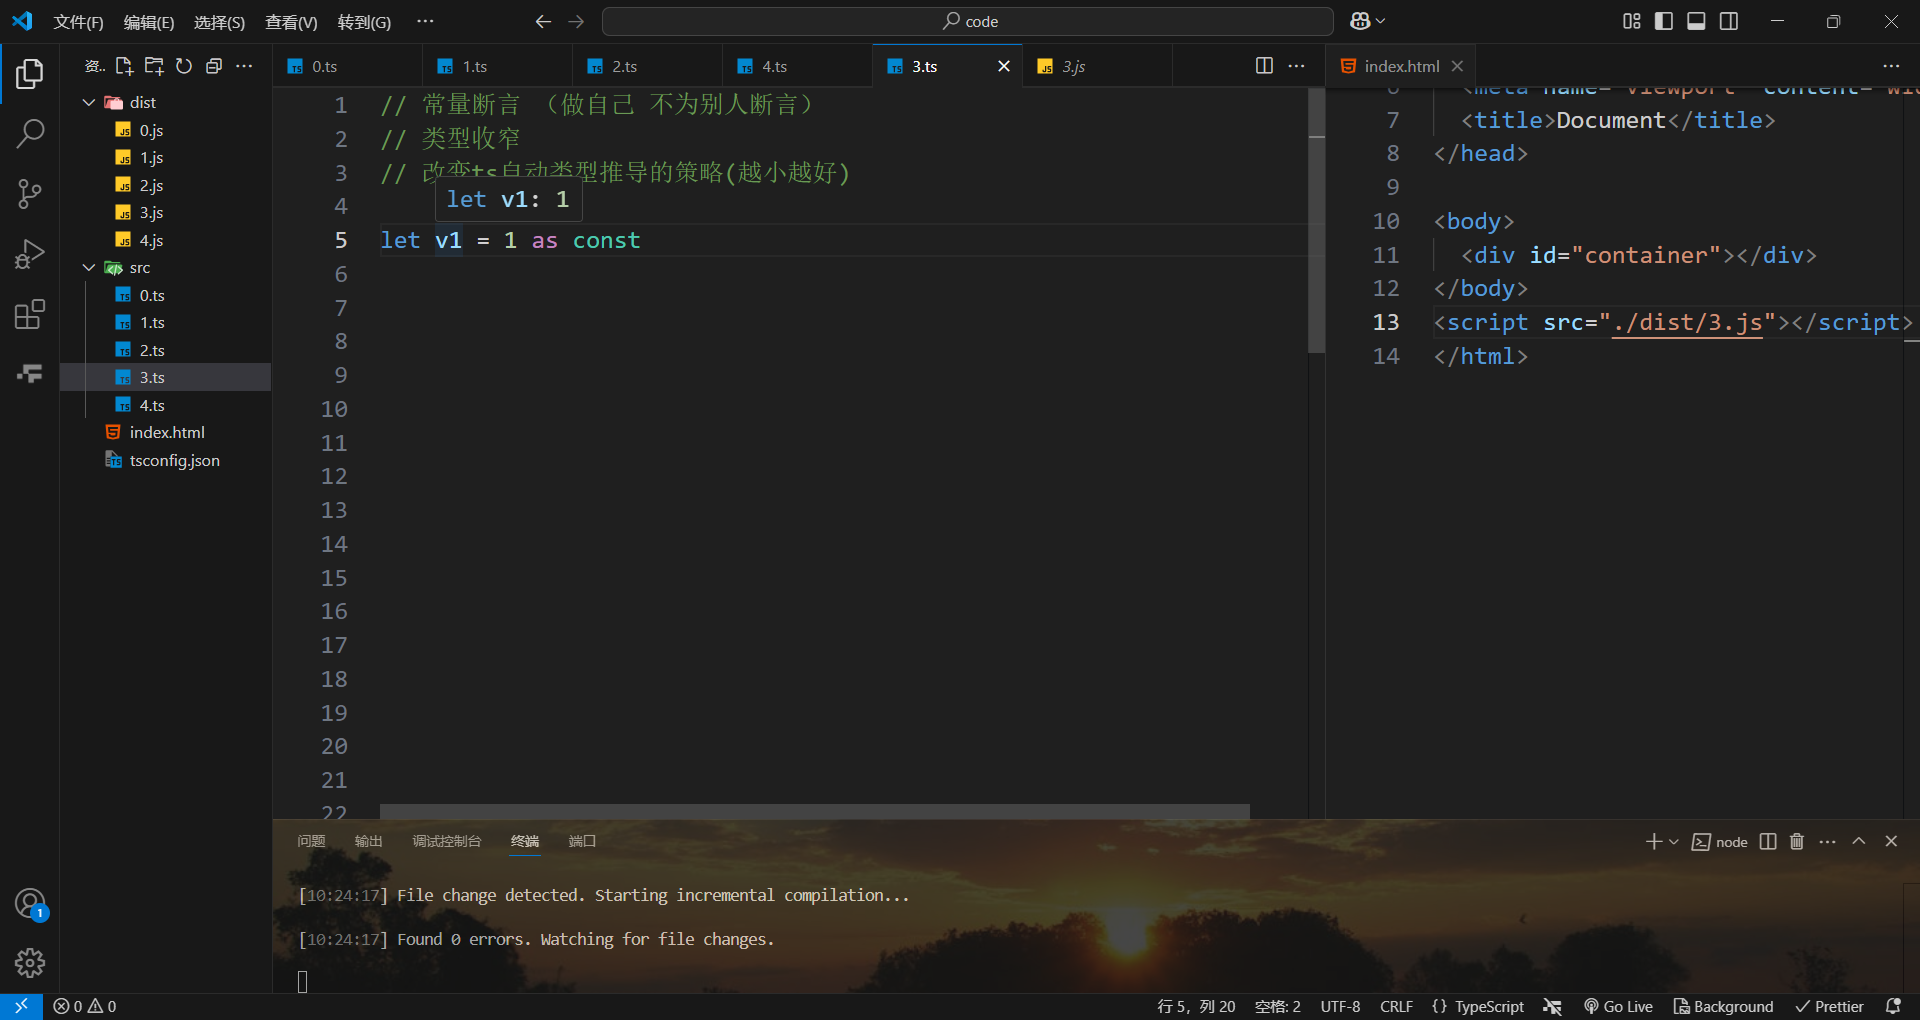 文件(F) 编辑(E) 选择(S) 查看(V) 转到(G) ··· code
资.. ···
dist
0.js
1.js
2.js
3.js
4.js
src
0.ts
1.ts
2.ts
3.ts
4.ts
index.html
tsconfig.json
0.ts 1.ts 2.ts 4.ts 3.ts 3.js
1 // 常量断言 （做自己 不为别人断言）
2 // 类型收窄
3 // 改变ts自动类型推导的策略(越小越好)
let v1: 1
4
5 let v1 = 1 as const
6
7
8
9
10
11
12
13
14
15
16
17
18
19
20
21
22
index.html
6 <meta name="viewport" content="wi
7 <title>Document</title>
8 </head>
9
10 <body>
11 <div id="container"></div>
12 </body>
13 <script src="./dist/3.js"></script>
14 </html>
问题 输出 调试控制台 终端 端口 node
[10:24:17] File change detected. Starting incremental compilation...
[10:24:17] Found 0 errors. Watching for file changes.
1
0 0 行 5，列 20 空格: 2 UTF-8 CRLF {} TypeScript Go Live Background Prettier